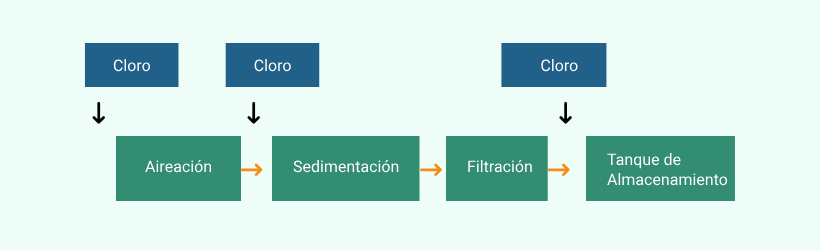 Cloro
Cloro
Cloro
Aireación
Sedimentación
Filtración
Tanque de
Almacenamiento